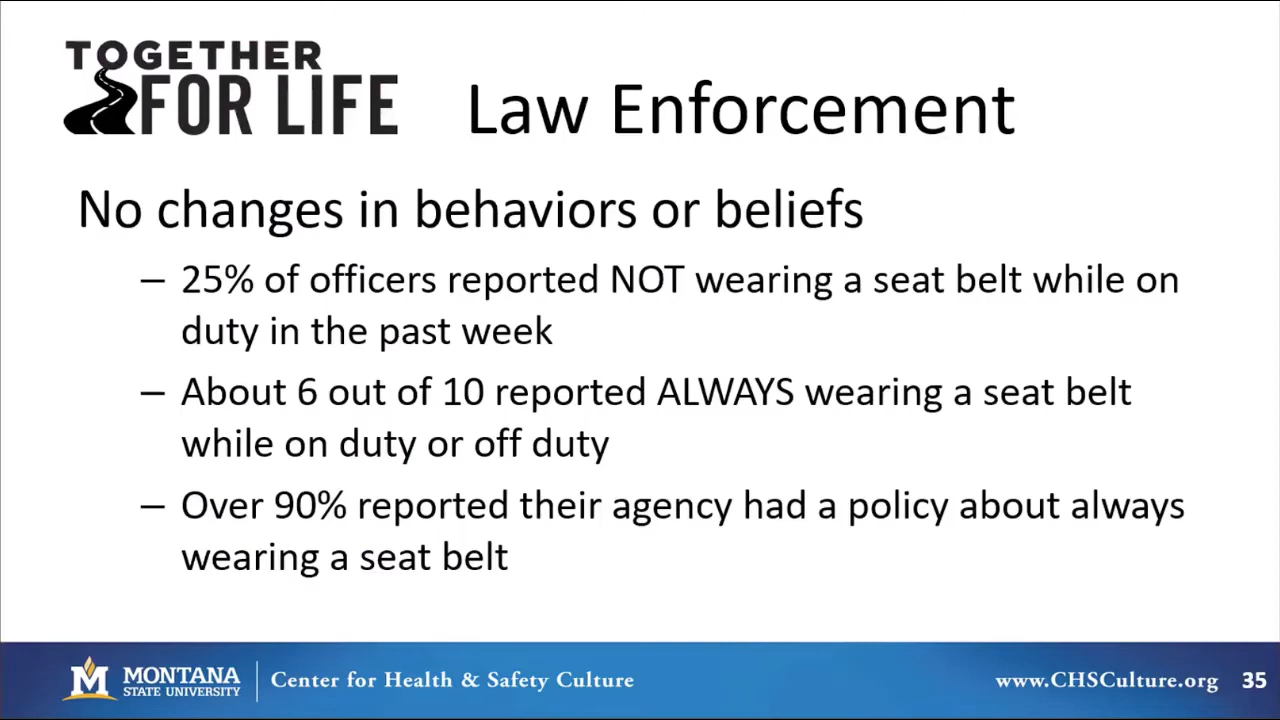 TOGETHER
FOR LIFE
Law Enforcement
No changes in behaviors or beliefs
– 25% of officers reported NOT wearing a seat belt while on
duty in the past week
– About 6 out of 10 reported ALWAYS wearing a seat belt
while on duty or off duty
– Over 90% reported their agency had a policy about always
wearing a seat belt
M
MONTANA
STATE UNIVERSITY
Center for Health & Safety Culture
www.CHSCulture.org
35